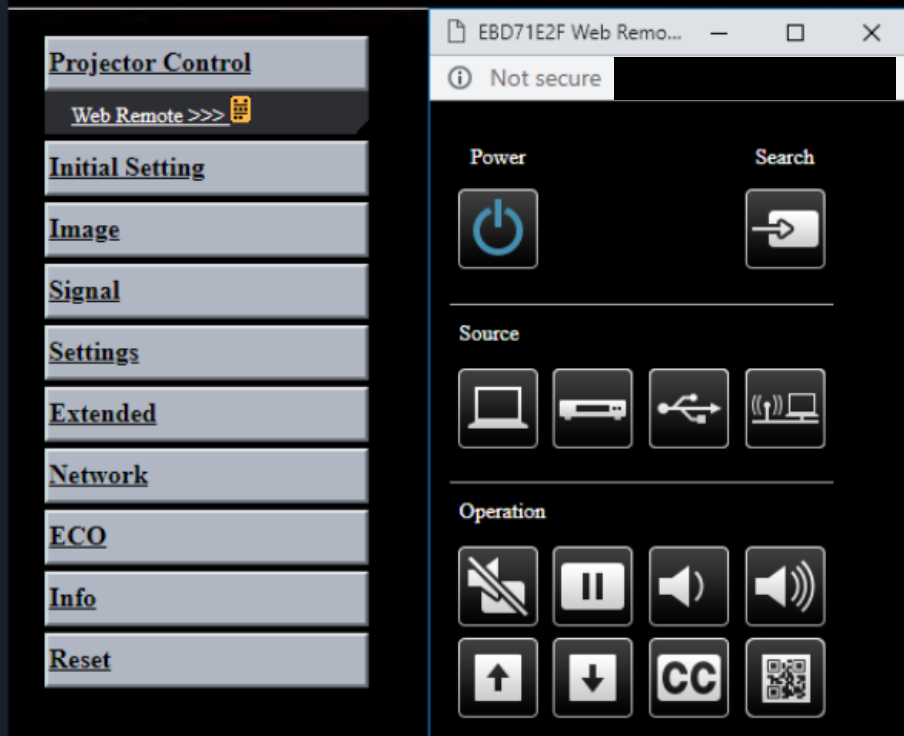 Projector Control
Web Remote >>>
Initial Setting
Image
Signal
Settings
Extended
Network
ECO
Info
Reset
EBD71E2F Web Remo...
Not secure
Power
Search
Source
Operation
CC